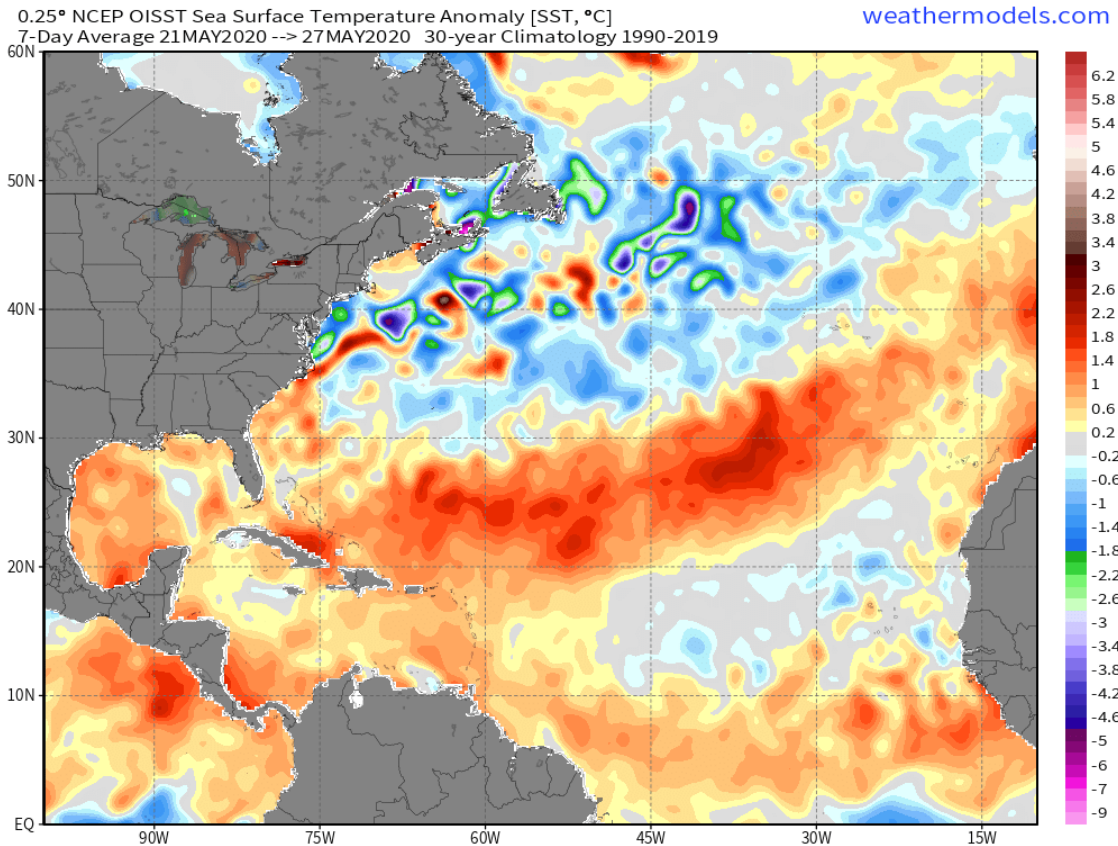 0.25° NCEP OISST Sea Surface Temperature Anomaly [SST, °C]
weathermodels.com
7-Day Average 21MAY2020 --> 27MAY2020 30-year Climatology 1990-2019
60N
50N
40N
30N
20N
10N
EQ
90W 75W 60W 45W 30W 15W
6.2
5.8
5.4
5
4.6
4.2
3.8
3.4
3
2.6
2.2
1.8
1.4
1
0.6
0.2
-0.2
-0.6
-1
-1.4
-1.8
-2.2
-2.6
-3
-3.4
-3.8
-4.2
-4.6
-5
-6
-7
-9